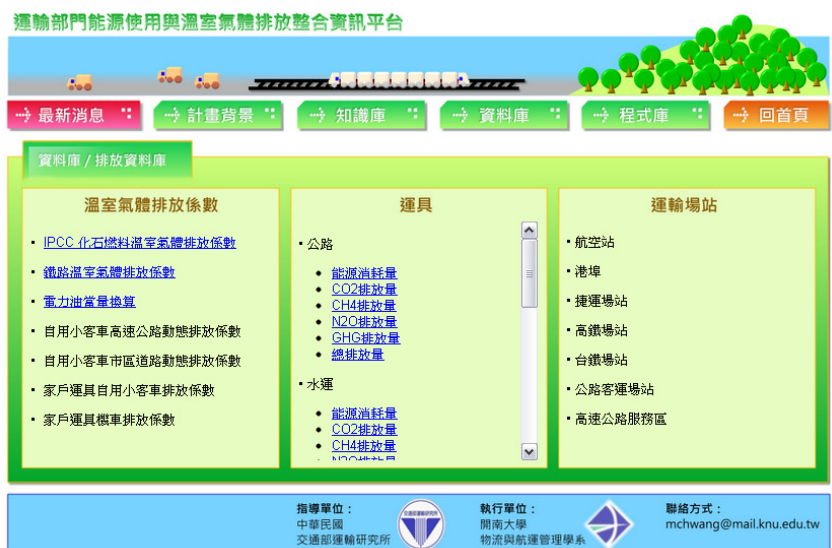 運輸部門能源使用與溫室氣體排放整合資訊平台
最新消息
計畫背景
知識庫
資料庫
程式庫
回首頁
資料庫 / 排放資料庫
溫室氣體排放係數
IPCC 化石燃料溫室氣體排放係數
鐵路溫室氣體排放係數
電力油當量換算
自用小客車高速公路動態排放係數
自用小客車市區道路動態排放係數
家戶運具自用小客車排放係數
家戶運具機車排放係數
運具
公路
能源消耗量
CO2排放量
CH4排放量
N2O排放量
GHG排放量
總排放量
水運
能源消耗量
CO2排放量
CH4排放量
N2O排放量
運輸場站
航空站
港埠
捷運場站
高鐵場站
台鐵場站
公路客運場站
高速公路服務區
指導單位：
中華民國
交通部運輸研究所
執行單位：
開南大學
物流與航運管理學系
聯絡方式：
mchwang@mail.knu.edu.tw